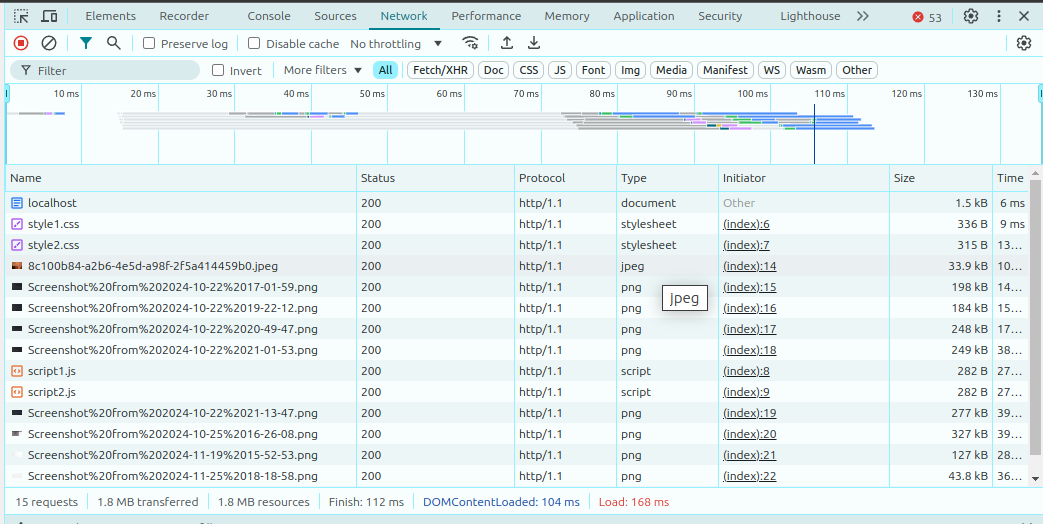 Elements Recorder Console Sources Network Performance Memory Application Security Lighthouse 53
Preserve log Disable cache No throttling
Filter Invert More filters All Fetch/XHR Doc CSS JS Font Img Media Manifest WS Wasm Other
10 ms 20 ms 30 ms 40 ms 50 ms 60 ms 70 ms 80 ms 90 ms 100 ms 110 ms 120 ms 130 ms
Name Status Protocol Type Initiator Size Time
localhost 200 http/1.1 document Other 1.5 kB 6 ms
style1.css 200 http/1.1 stylesheet (index):6 336 B 9 ms
style2.css 200 http/1.1 stylesheet (index):7 315 B 13…
8c100b84-a2b6-4e5d-a98f-2f5a414459b0.jpeg 200 http/1.1 jpeg (index):14 33.9 kB 10…
Screenshot%20from%202024-10-22%2017-01-59.png 200 http/1.1 png (index):15 198 kB 14…
jpeg
Screenshot%20from%202024-10-22%2019-22-12.png 200 http/1.1 png (index):16 184 kB 15…
Screenshot%20from%202024-10-22%2020-49-47.png 200 http/1.1 png (index):17 248 kB 17…
Screenshot%20from%202024-10-22%2021-01-53.png 200 http/1.1 png (index):18 249 kB 38…
script1.js 200 http/1.1 script (index):8 282 B 27…
script2.js 200 http/1.1 script (index):9 282 B 27…
Screenshot%20from%202024-10-22%2021-13-47.png 200 http/1.1 png (index):19 277 kB 39…
Screenshot%20from%202024-10-25%2016-26-08.png 200 http/1.1 png (index):20 327 kB 39…
Screenshot%20from%202024-11-19%2015-52-53.png 200 http/1.1 png (index):21 127 kB 28…
Screenshot%20from%202024-11-25%2018-18-58.png 200 http/1.1 png (index):22 43.8 kB 36…
15 requests 1.8 MB transferred 1.8 MB resources Finish: 112 ms DOMContentLoaded: 104 ms Load: 168 ms